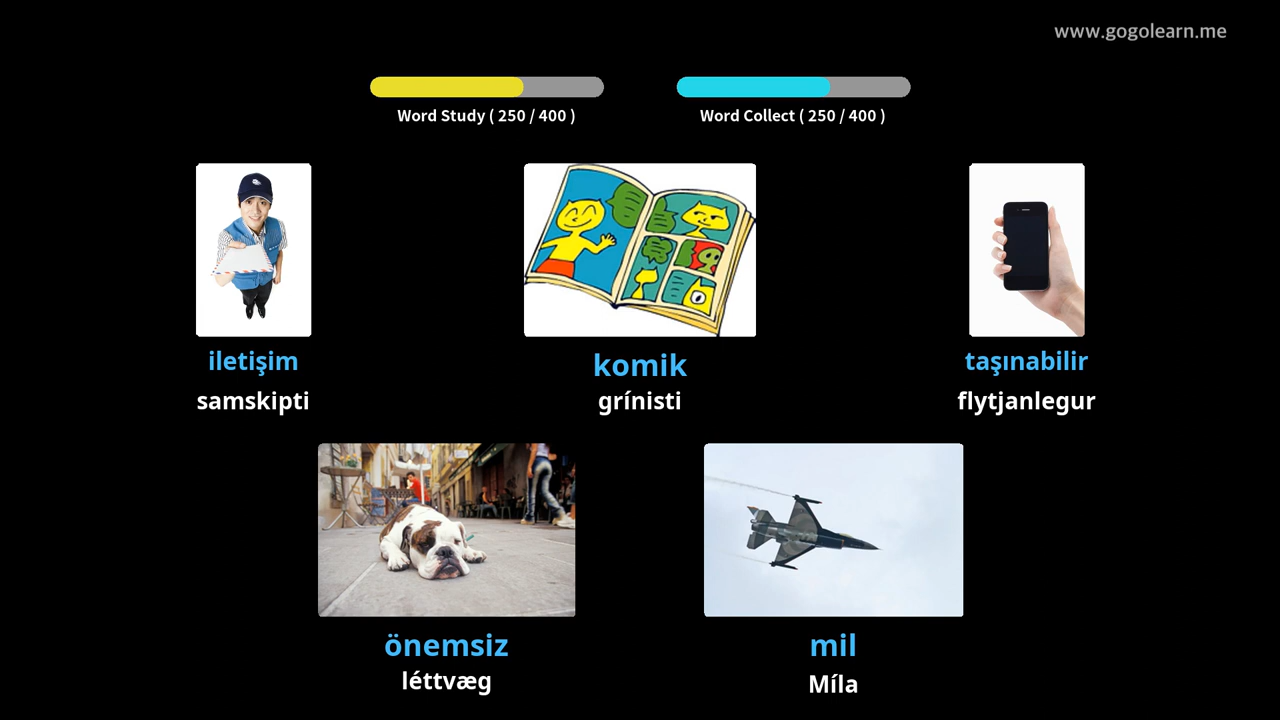 www.gogolearn.me
Word Study ( 250 / 400 )
Word Collect ( 250 / 400 )
iletişim
samskipti
komik
grínisti
taşınabilir
flytjanlegur
önemsiz
léttvæg
mil
Míla